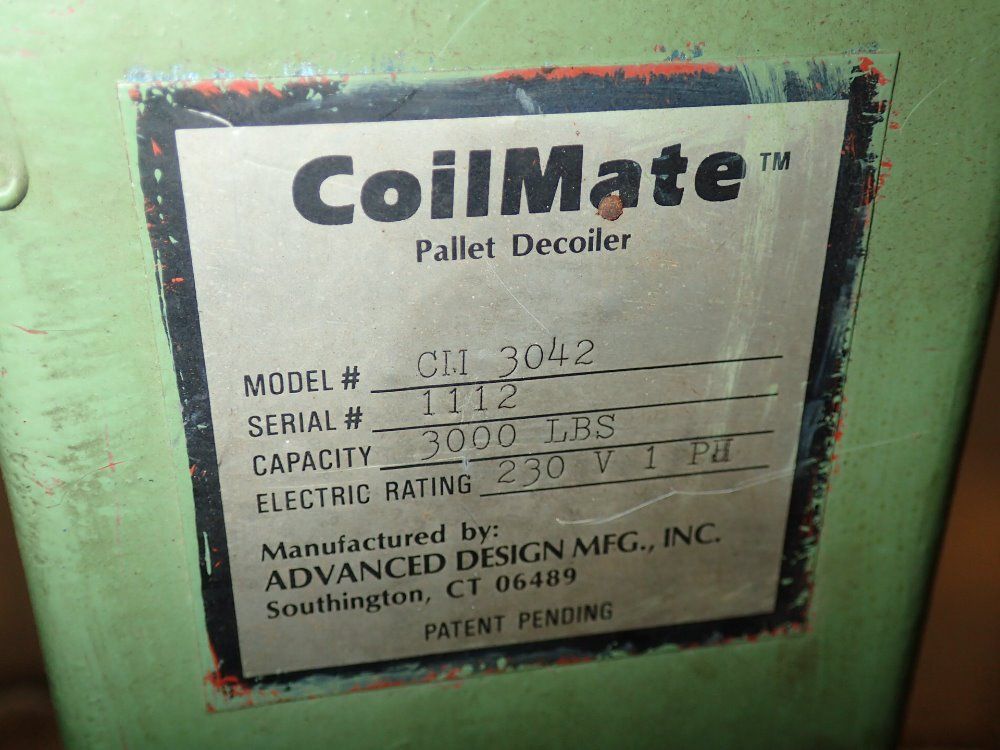 CoilMate™
Pallet Decoiler
MODEL # CM 3042
SERIAL # 1112
CAPACITY 3000 LBS
ELECTRIC RATING 230 V 1 PH
Manufactured by:
ADVANCED DESIGN MFG., INC.
Southington, CT 06489
PATENT PENDING